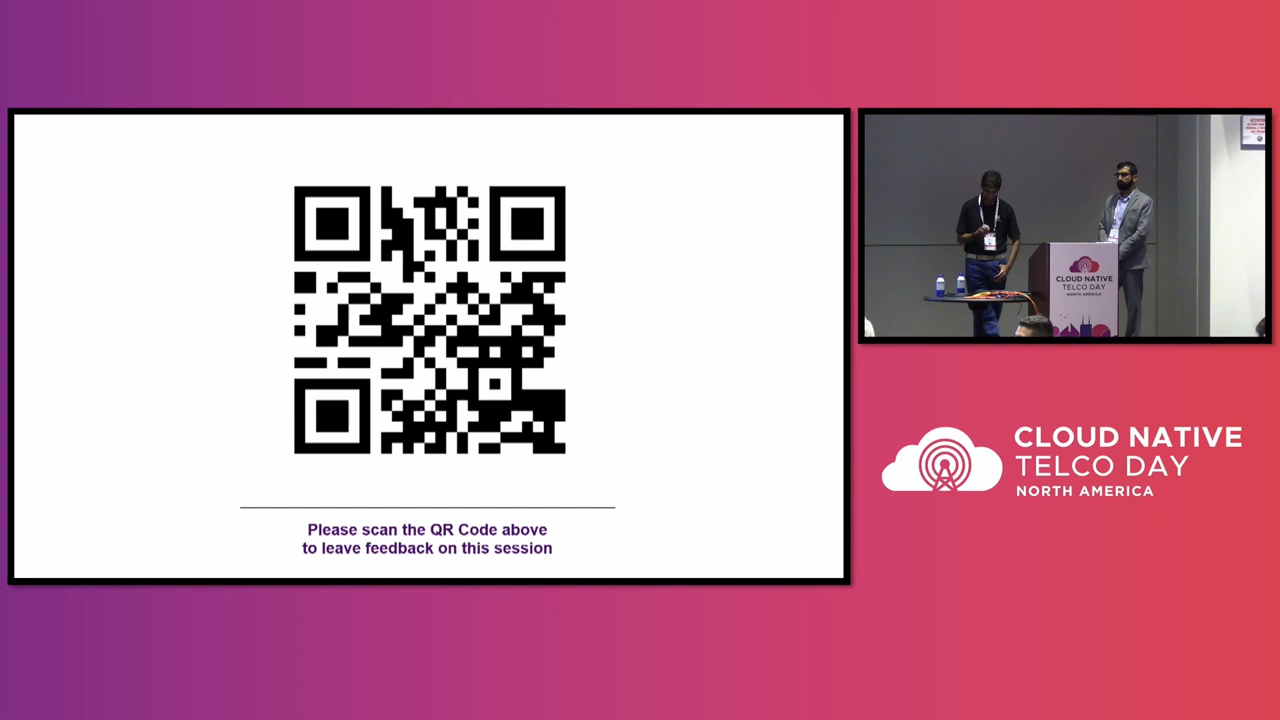 Please scan the QR Code above
to leave feedback on this session
CLOUD NATIVE
TELCO DAY
NORTH AMERICA
CLOUD NATIVE
TELCO DAY
NORTH AMERICA